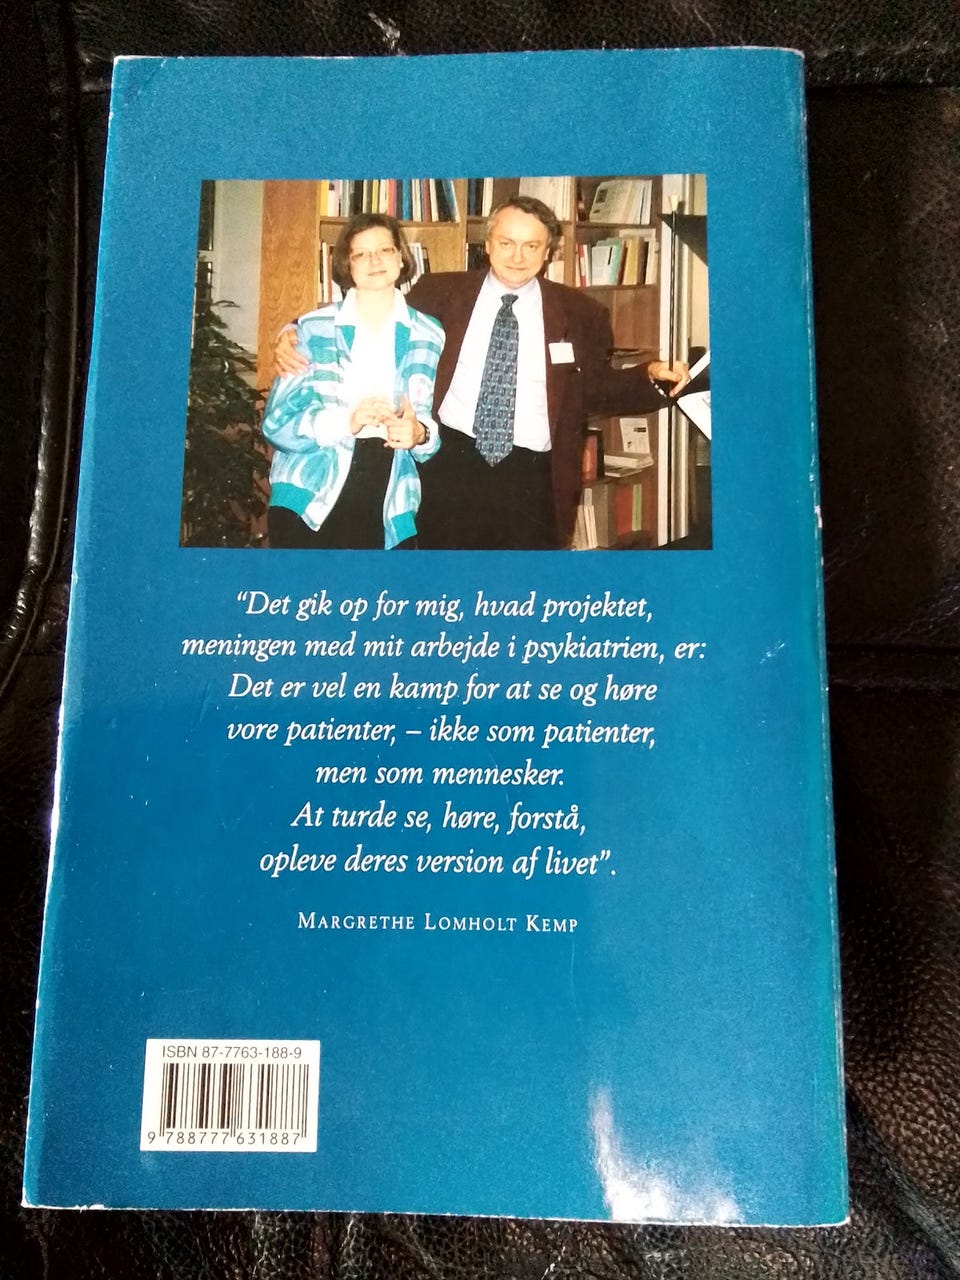 “Det gik op for mig, hvad projektet,
meningen med mit arbejde i psykiatrien, er:
Det er vel en kamp for at se og høre
vore patienter, – ikke som patienter,
men som mennesker.
At turde se, høre, forstå,
opleve deres version af livet”.
MARGRETHE LOMHOLT KEMP
ISBN 87-7763-188-9
9 788777 631887